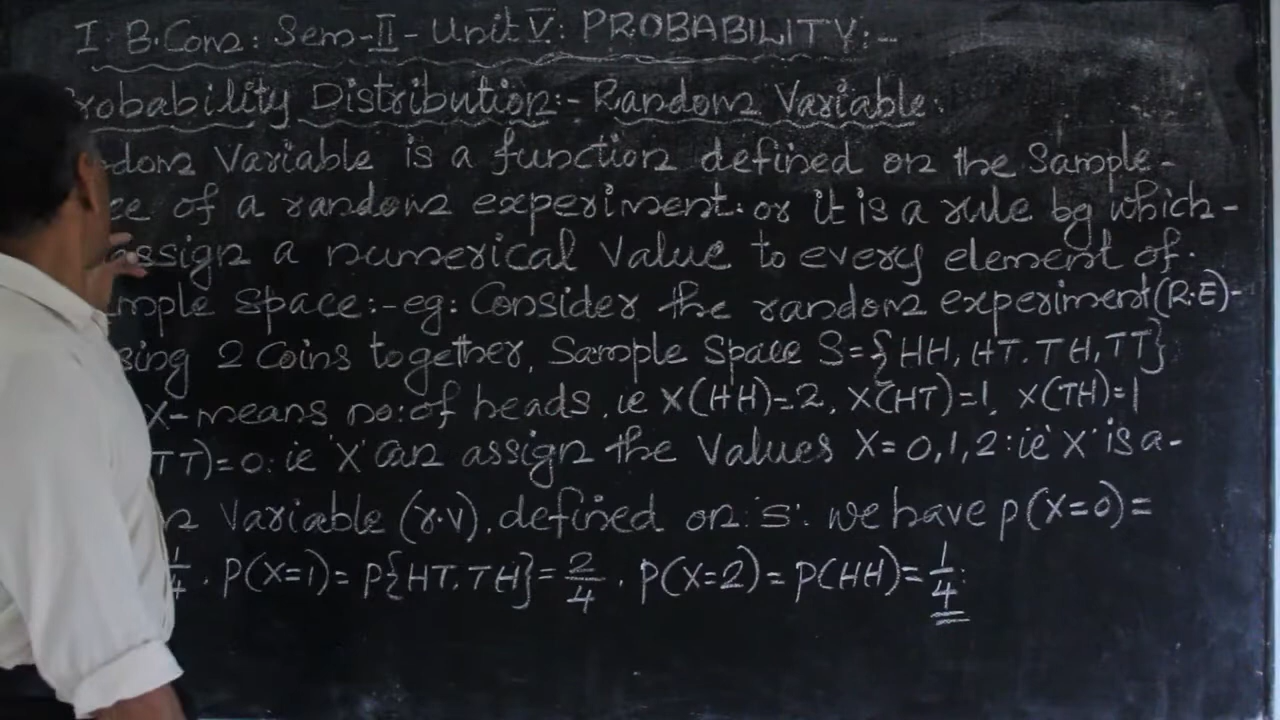 I B.Com: Sem-II- Unit V: PROBABILITY:-
robability Distribution:- Random Variable.
dom Variable is a function defined on the Sample-
ce of a random experiment. or it is a rule by which-
assign a numerical value to every element of.
mple space:- eg: Consider the random experiment (R.E)-
sing 2 Coins together, Sample Space S={HH, HT. TH, TT}
X-means no: of heads, ie X(HH)=2, X(HT)=1, X(TH)=1
TT)=0: ie 'X' can assign the Values X=0,1,2: ie 'X' is a-
m Variable (r.v), defined on 's'. we have p(X=0)=
1/4. p(X=1)= p{HT, TH}=2/4. p(X=2)= p(HH)=1/4: